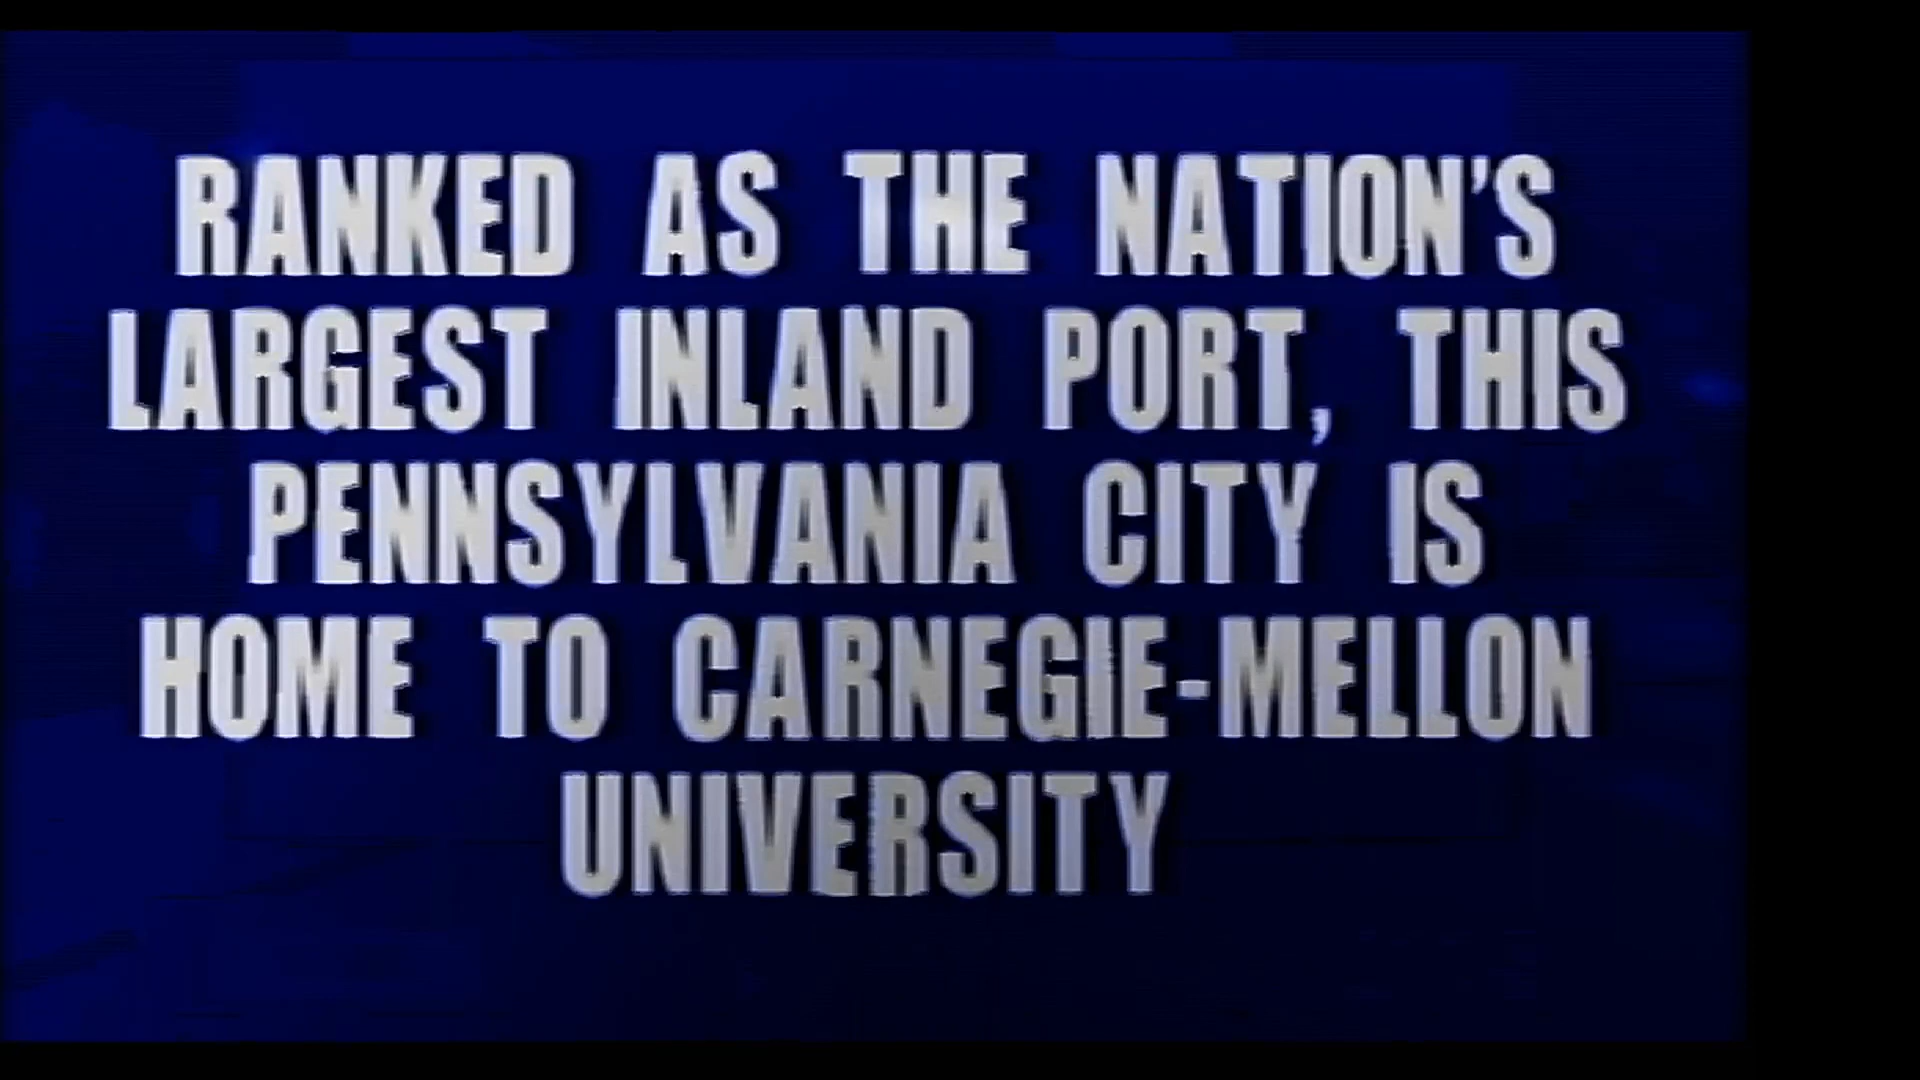 RANKED AS THE NATION'S
LARGEST INLAND PORT, THIS
PENNSYLVANIA CITY IS
HOME TO CARNEGIE-MELLON
UNIVERSITY